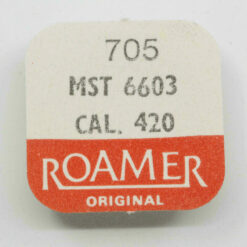 705
MST 6603
CAL. 420
ROAMER
ORIGINAL